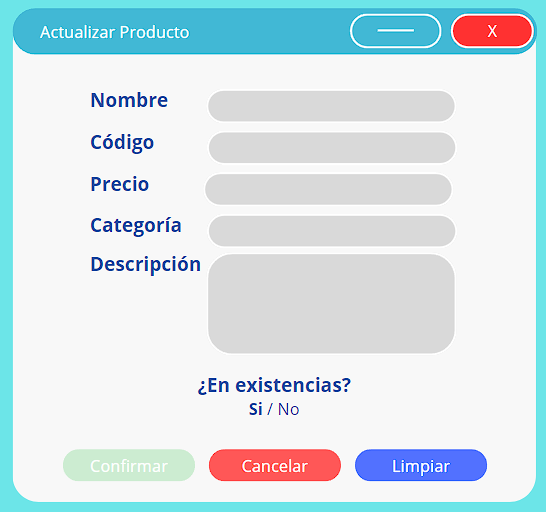 Actualizar Producto
X
Nombre
Código
Precio
Categoría
Descripción
¿En existencias?
Si / No
Confirmar
Cancelar
Limpiar